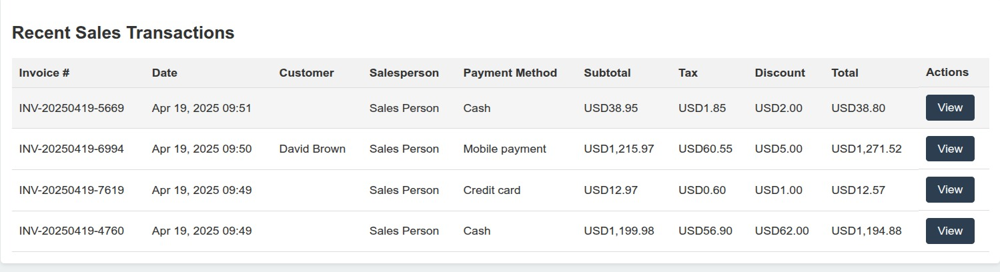 Recent Sales Transactions
Invoice # Date Customer Salesperson Payment Method Subtotal Tax Discount Total Actions
INV-20250419-5669 Apr 19, 2025 09:51 Sales Person Cash USD38.95 USD1.85 USD2.00 USD38.80 View
INV-20250419-6994 Apr 19, 2025 09:50 David Brown Sales Person Mobile payment USD1,215.97 USD60.55 USD5.00 USD1,271.52 View
INV-20250419-7619 Apr 19, 2025 09:49 Sales Person Credit card USD12.97 USD0.60 USD1.00 USD12.57 View
INV-20250419-4760 Apr 19, 2025 09:49 Sales Person Cash USD1,199.98 USD56.90 USD62.00 USD1,194.88 View